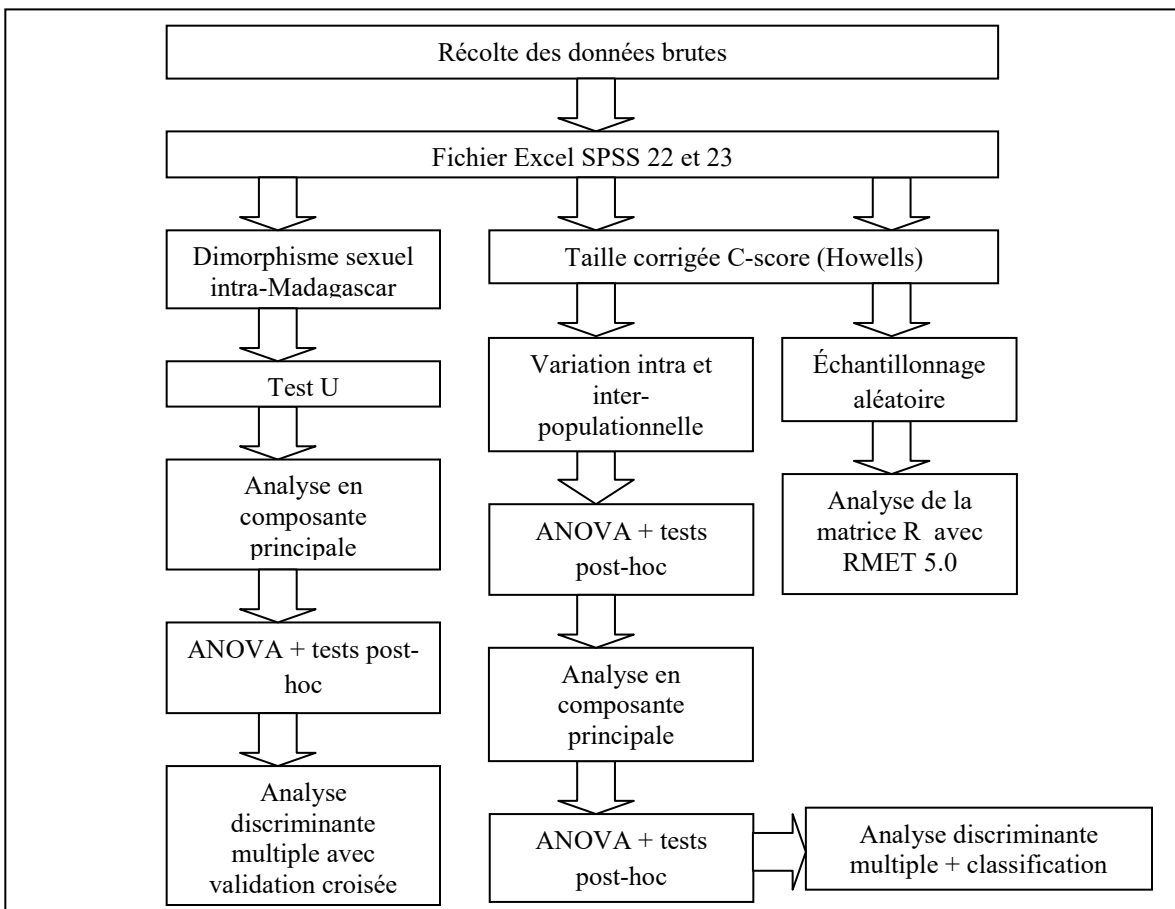 Récolte des données brutes
Fichier Excel SPSS 22 et 23
Dimorphisme sexuel
intra-Madagascar
Test U
Analyse en
composante
principale
ANOVA + tests post-
hoc
Analyse
discriminante
multiple avec
validation croisée
Taille corrigée C-score (Howells)
Variation intra et
inter-
populationnelle
ANOVA + tests
post-hoc
Analyse en
composante
principale
ANOVA + tests
post-hoc
Analyse discriminante
multiple + classification
Échantillonnage
aléatoire
Analyse de la
matrice R avec
RMET 5.0